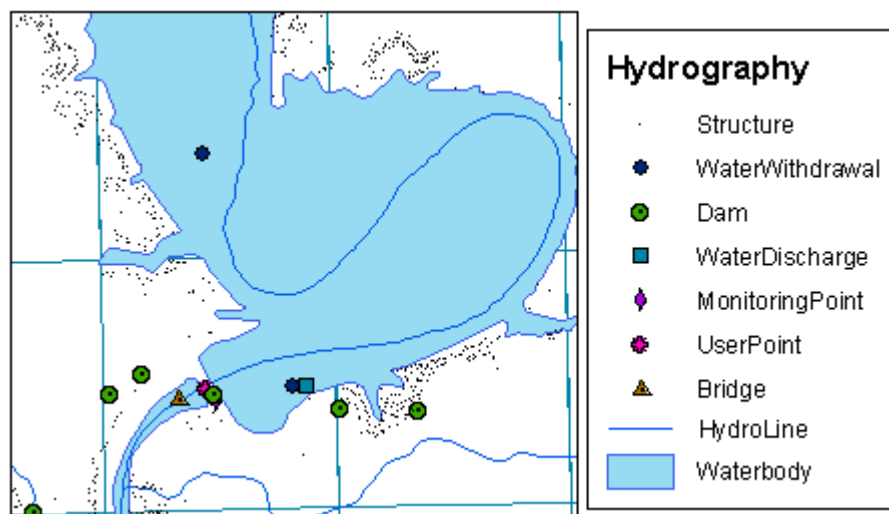 Hydrography
Structure
WaterWithdrawal
Dam
WaterDischarge
MonitoringPoint
UserPoint
Bridge
HydroLine
Waterbody